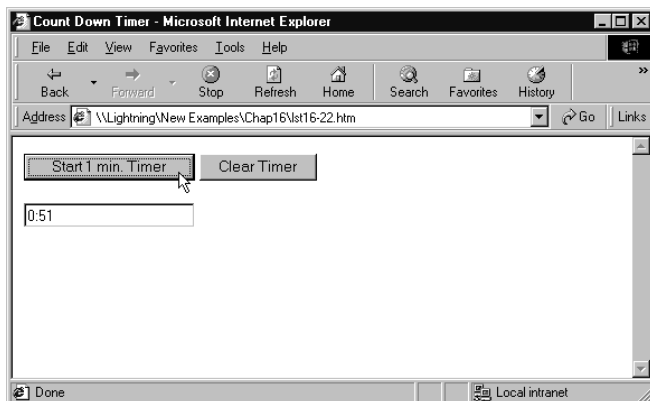 Count Down Timer - Microsoft Internet Explorer
File Edit View Favorites Tools Help
Back Forward Stop Refresh Home Search Favorites History »
Address \\Lightning\New Examples\Chap16\lst16-22.htm Go Links
Start 1 min. Timer Clear Timer
0:51
Done Local intranet